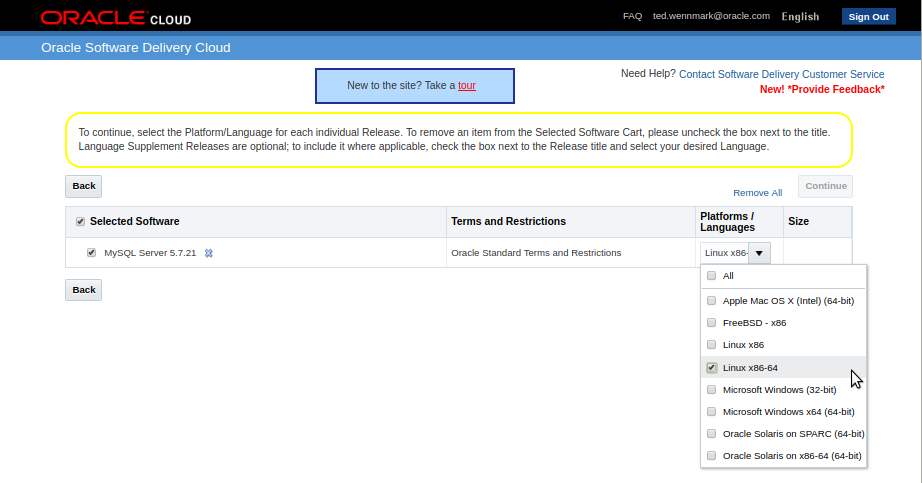 ORACLE CLOUD
FAQ ted.wennmark@oracle.com English Sign Out
Oracle Software Delivery Cloud
New to the site? Take a tour
Need Help? Contact Software Delivery Customer Service
New! *Provide Feedback*
To continue, select the Platform/Language for each individual Release. To remove an item from the Selected Software Cart, please uncheck the box next to the title.
Language Supplement Releases are optional; to include it where applicable, check the box next to the Release title and select your desired Language.
Back
Remove All
Continue
Selected Software
Terms and Restrictions
Platforms /
Languages
Size
MySQL Server 5.7.21
Oracle Standard Terms and Restrictions
Linux x86-
All
Apple Mac OS X (Intel) (64-bit)
FreeBSD - x86
Linux x86
Linux x86-64
Microsoft Windows (32-bit)
Microsoft Windows x64 (64-bit)
Oracle Solaris on SPARC (64-bit)
Oracle Solaris on x86-64 (64-bit)
Back